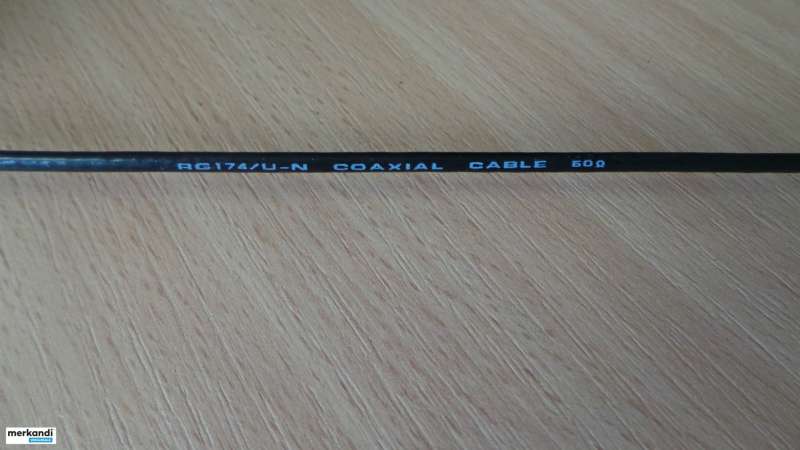 RG174/U-N COAXIAL CABLE 50Ω
merkandi